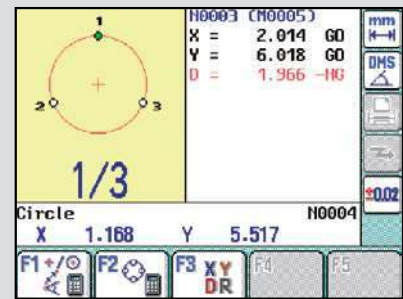 1
2
3
1/3
N0003 (M0005)
X = 2.014 GO
Y = 6.018 GO
D = 1.966 -NG
mm
DMS
±0.02
Circle N0004
X 1.168 Y 5.517
F1 +/
F2
F3 XY
DR
F4
F5